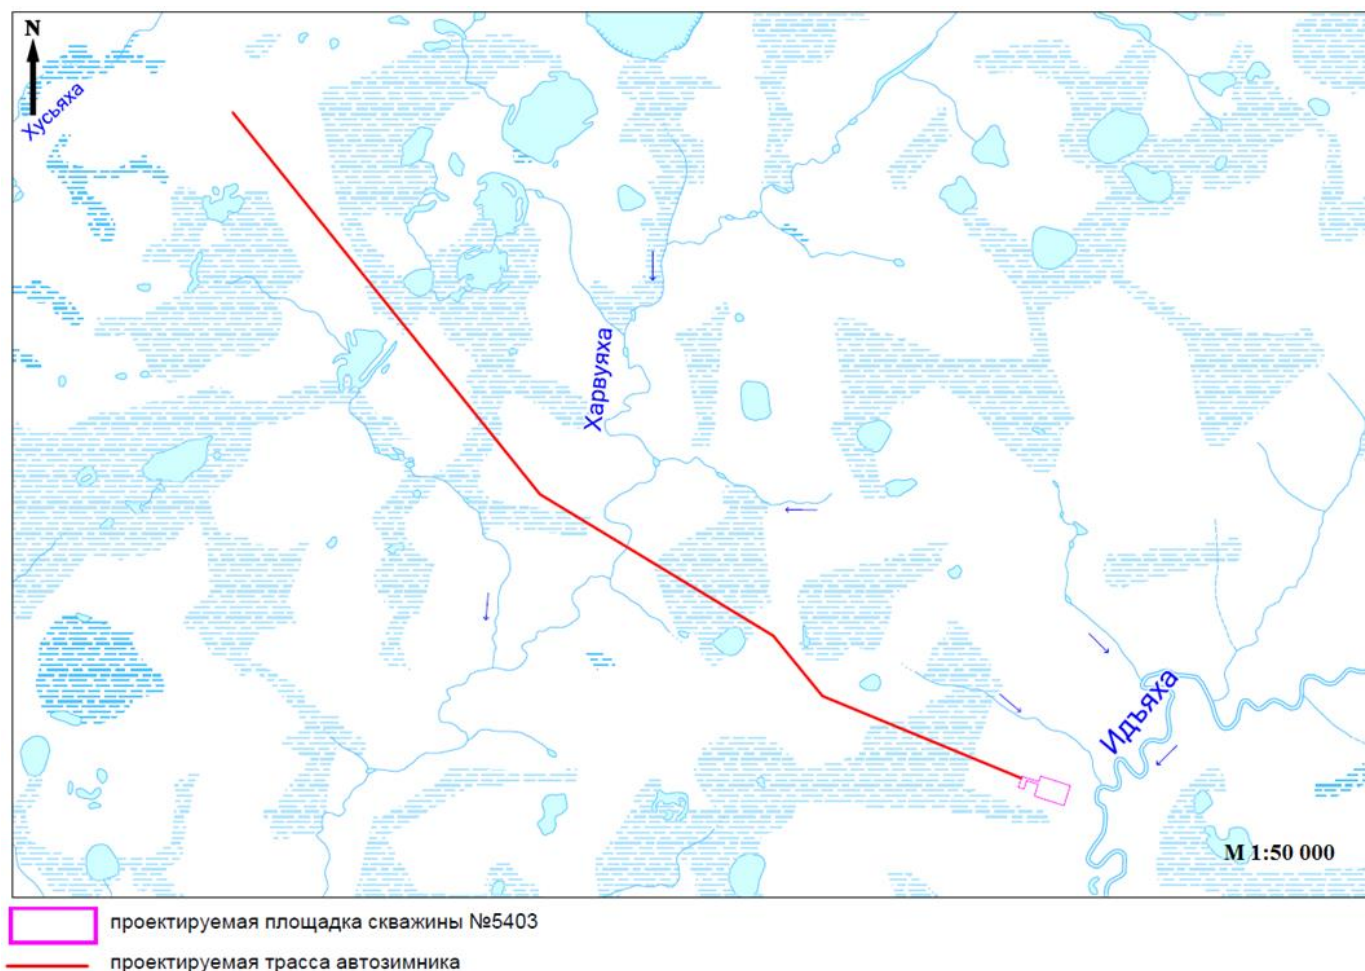 N
Хусьяха
Харвуяха
Идъяха
М 1:50 000
проектируемая площадка скважины №5403
проектируемая трасса автозимника